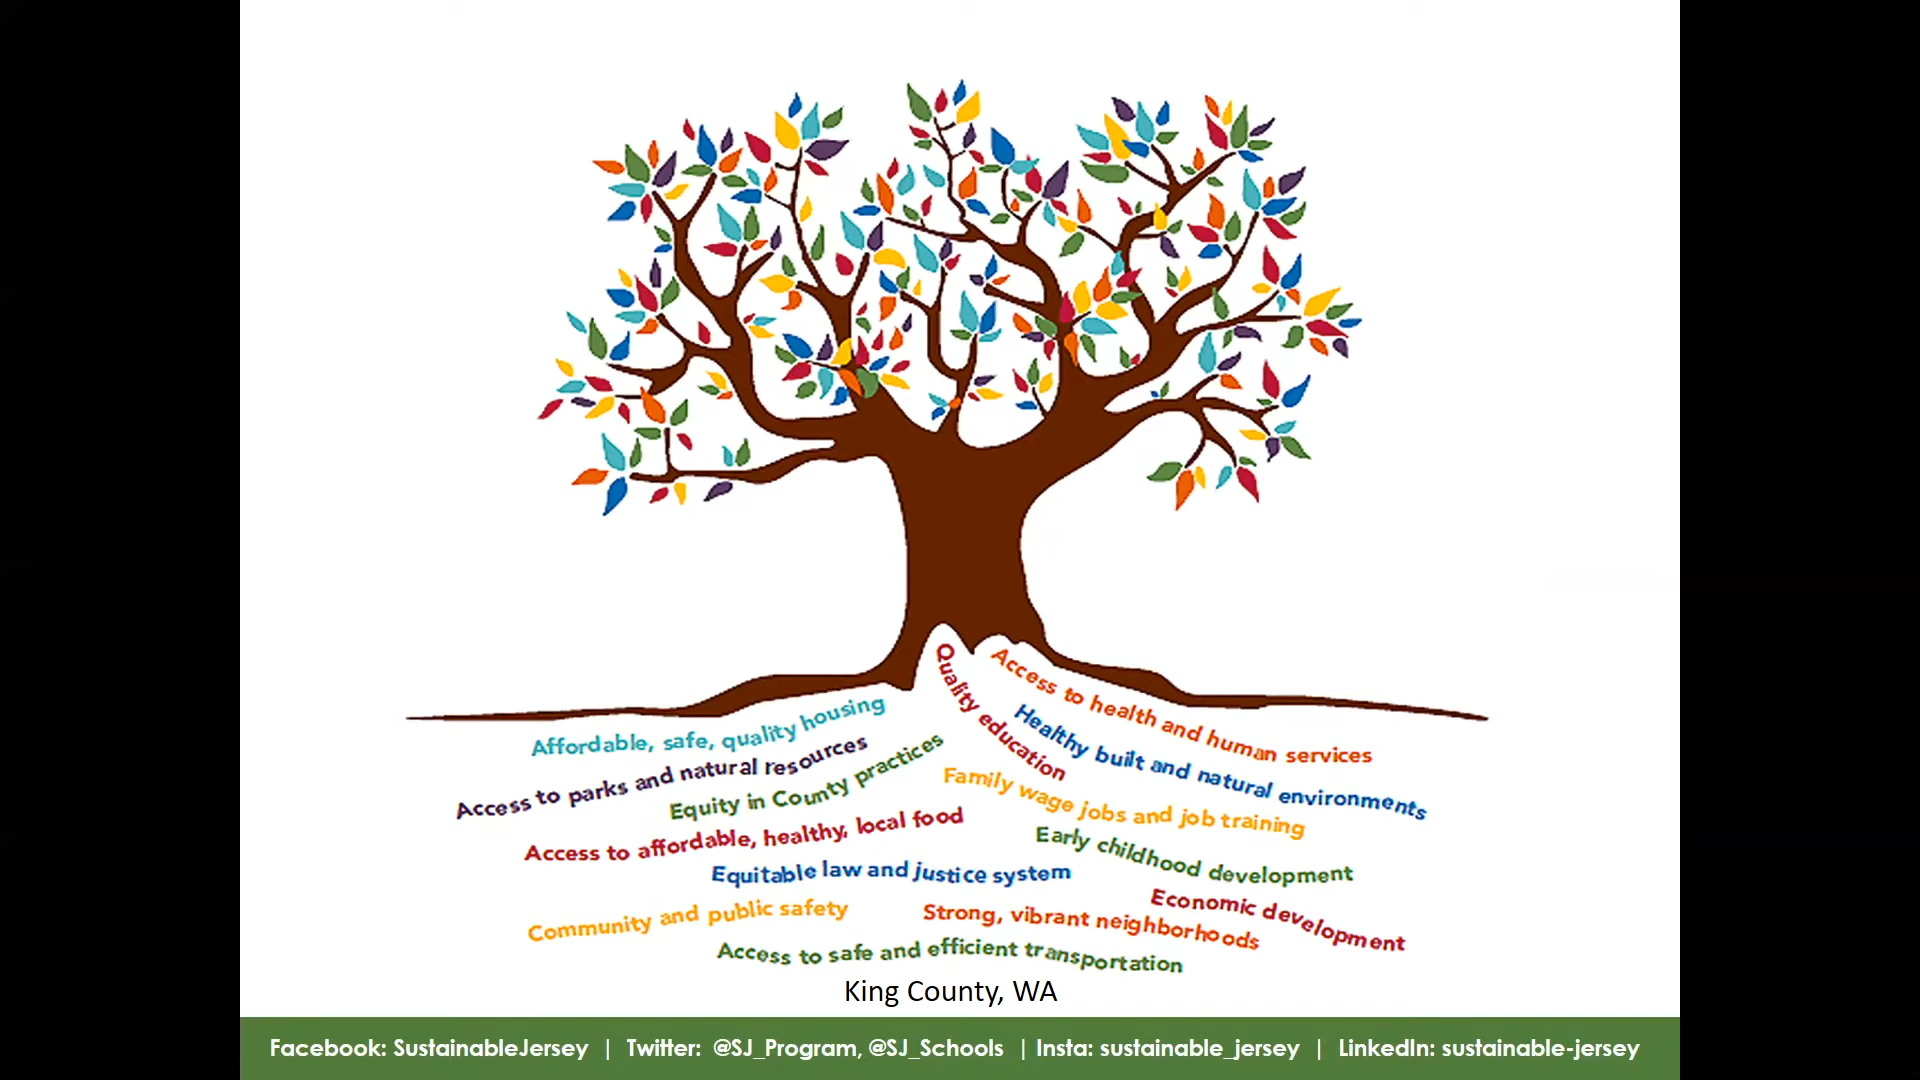 Quality education
Access to health and human services
Affordable, safe, quality housing
Healthy built and natural environments
Access to parks and natural resources
Equity in County practices
Family wage jobs and job training
Access to affordable, healthy, local food
Early childhood development
Equitable law and justice system
Economic development
Community and public safety
Strong, vibrant neighborhoods
Access to safe and efficient transportation
King County, WA
Facebook: SustainableJersey | Twitter: @SJ_Program, @SJ_Schools | Insta: sustainable_jersey | LinkedIn: sustainable-jersey